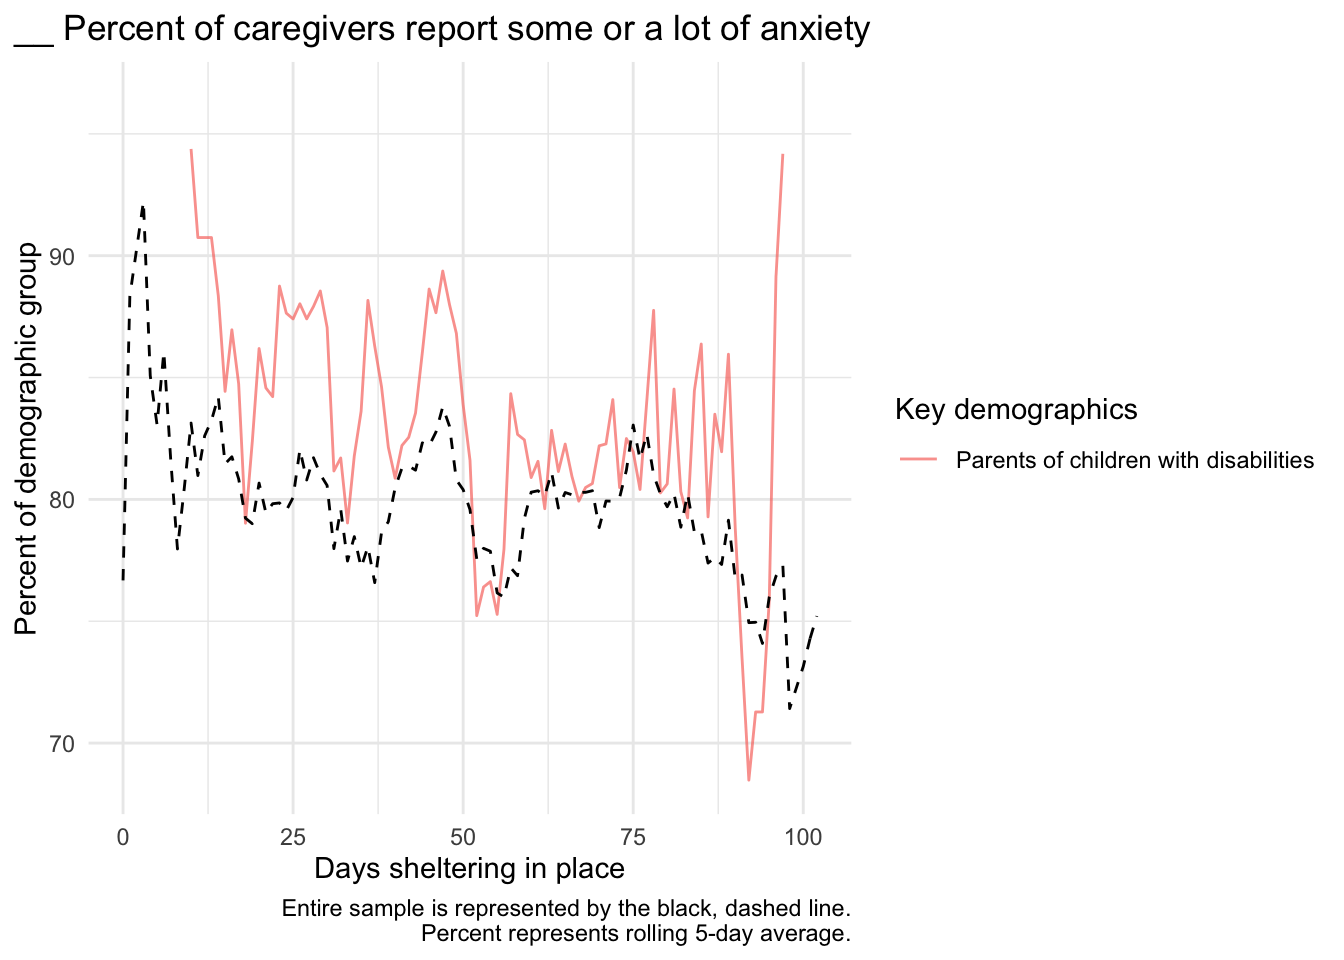 __ Percent of caregivers report some or a lot of anxiety
Percent of demographic group
90
80
70
0 25 50 75 100
Days sheltering in place
Key demographics
Parents of children with disabilities
Entire sample is represented by the black, dashed line.
Percent represents rolling 5-day average.